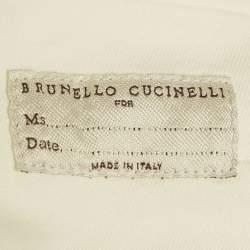 BRUNELLO CUCINELLI
FOR
Ms.............................
Date..........................
MADE IN ITALY